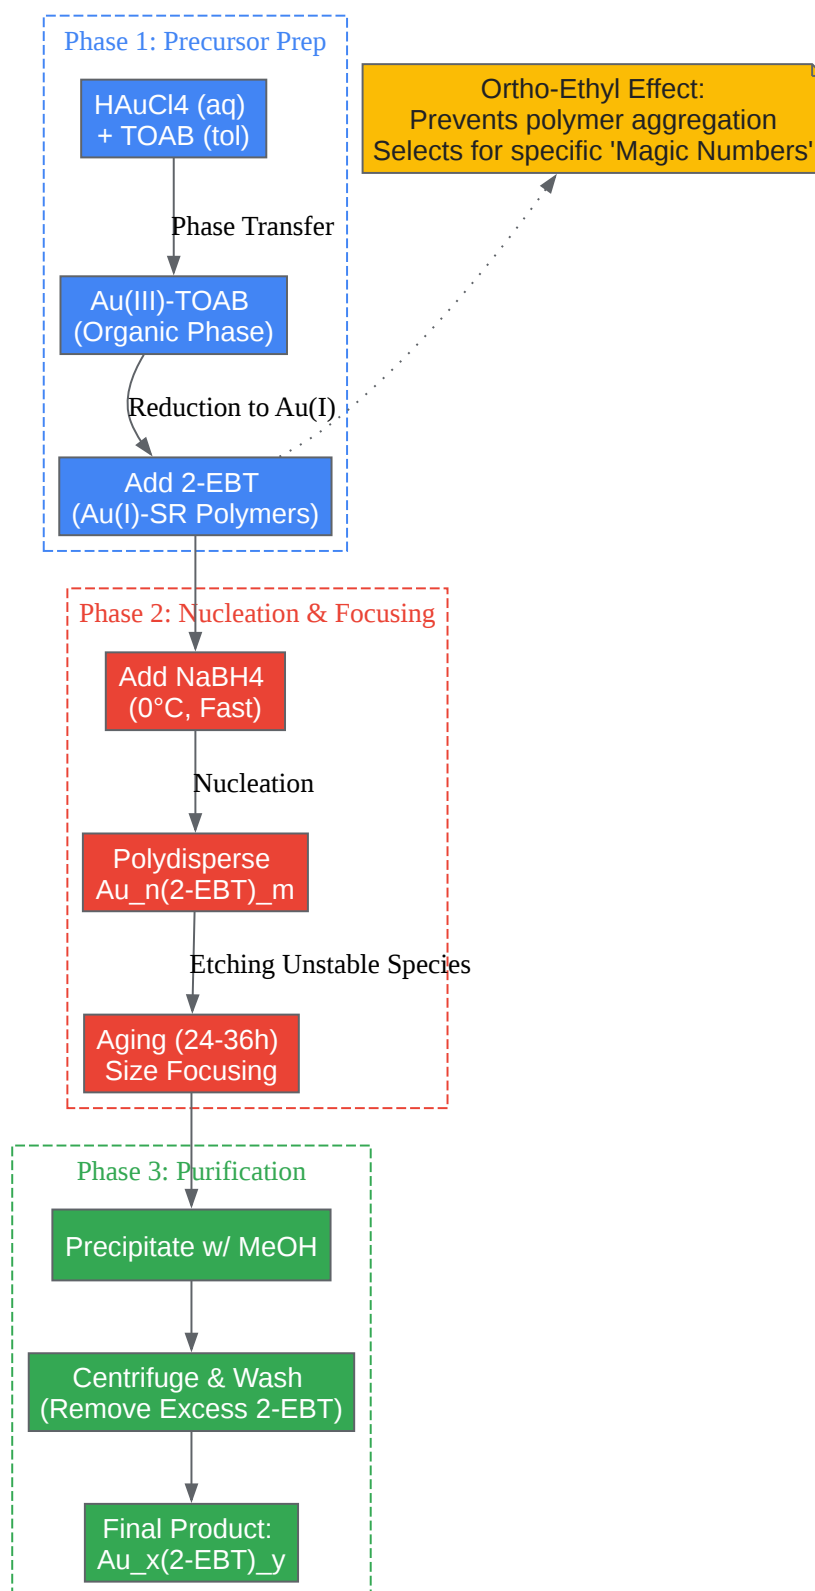 Phase 1: Precursor Prep
HAuCl4 (aq)
+ TOAB (tol)
Ortho-Ethyl Effect:
Prevents polymer aggregation
Selects for specific 'Magic Numbers'
Phase Transfer
Au(III)-TOAB
(Organic Phase)
Reduction to Au(I)
Add 2-EBT
(Au(I)-SR Polymers)
Phase 2: Nucleation & Focusing
Add NaBH4
(0°C, Fast)
Nucleation
Polydisperse
Au_n(2-EBT)_m
Etching Unstable Species
Aging (24-36h)
Size Focusing
Phase 3: Purification
Precipitate w/ MeOH
Centrifuge & Wash
(Remove Excess 2-EBT)
Final Product:
Au_x(2-EBT)_y